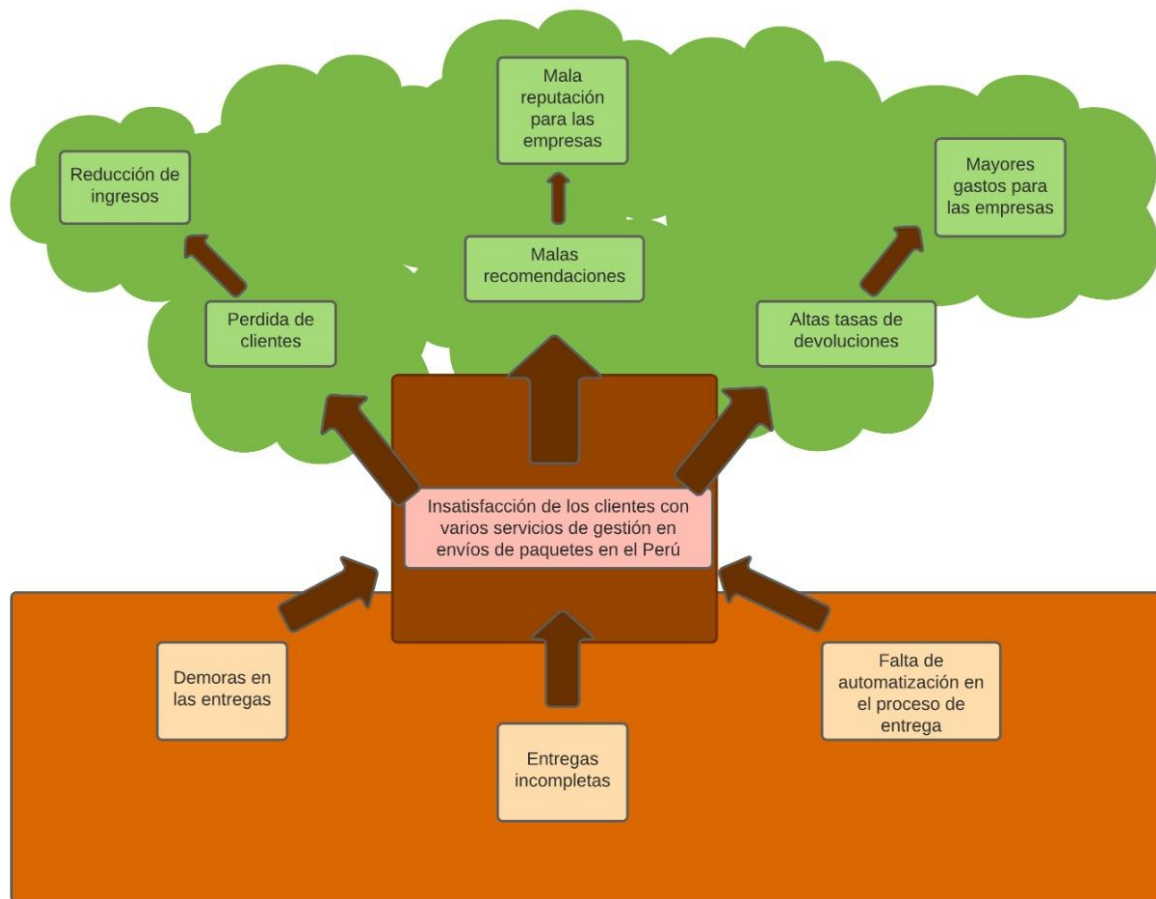 Mala
reputación
para las
empresas
Reducción de
ingresos
Mayores
gastos para
las empresas
Malas
recomendaciones
Perdida de
clientes
Altas tasas de
devoluciones
Insatisfacción de los clientes con
varios servicios de gestión en
envíos de paquetes en el Perú
Demoras en
las entregas
Entregas
incompletas
Falta de
automatización en
el proceso de
entrega